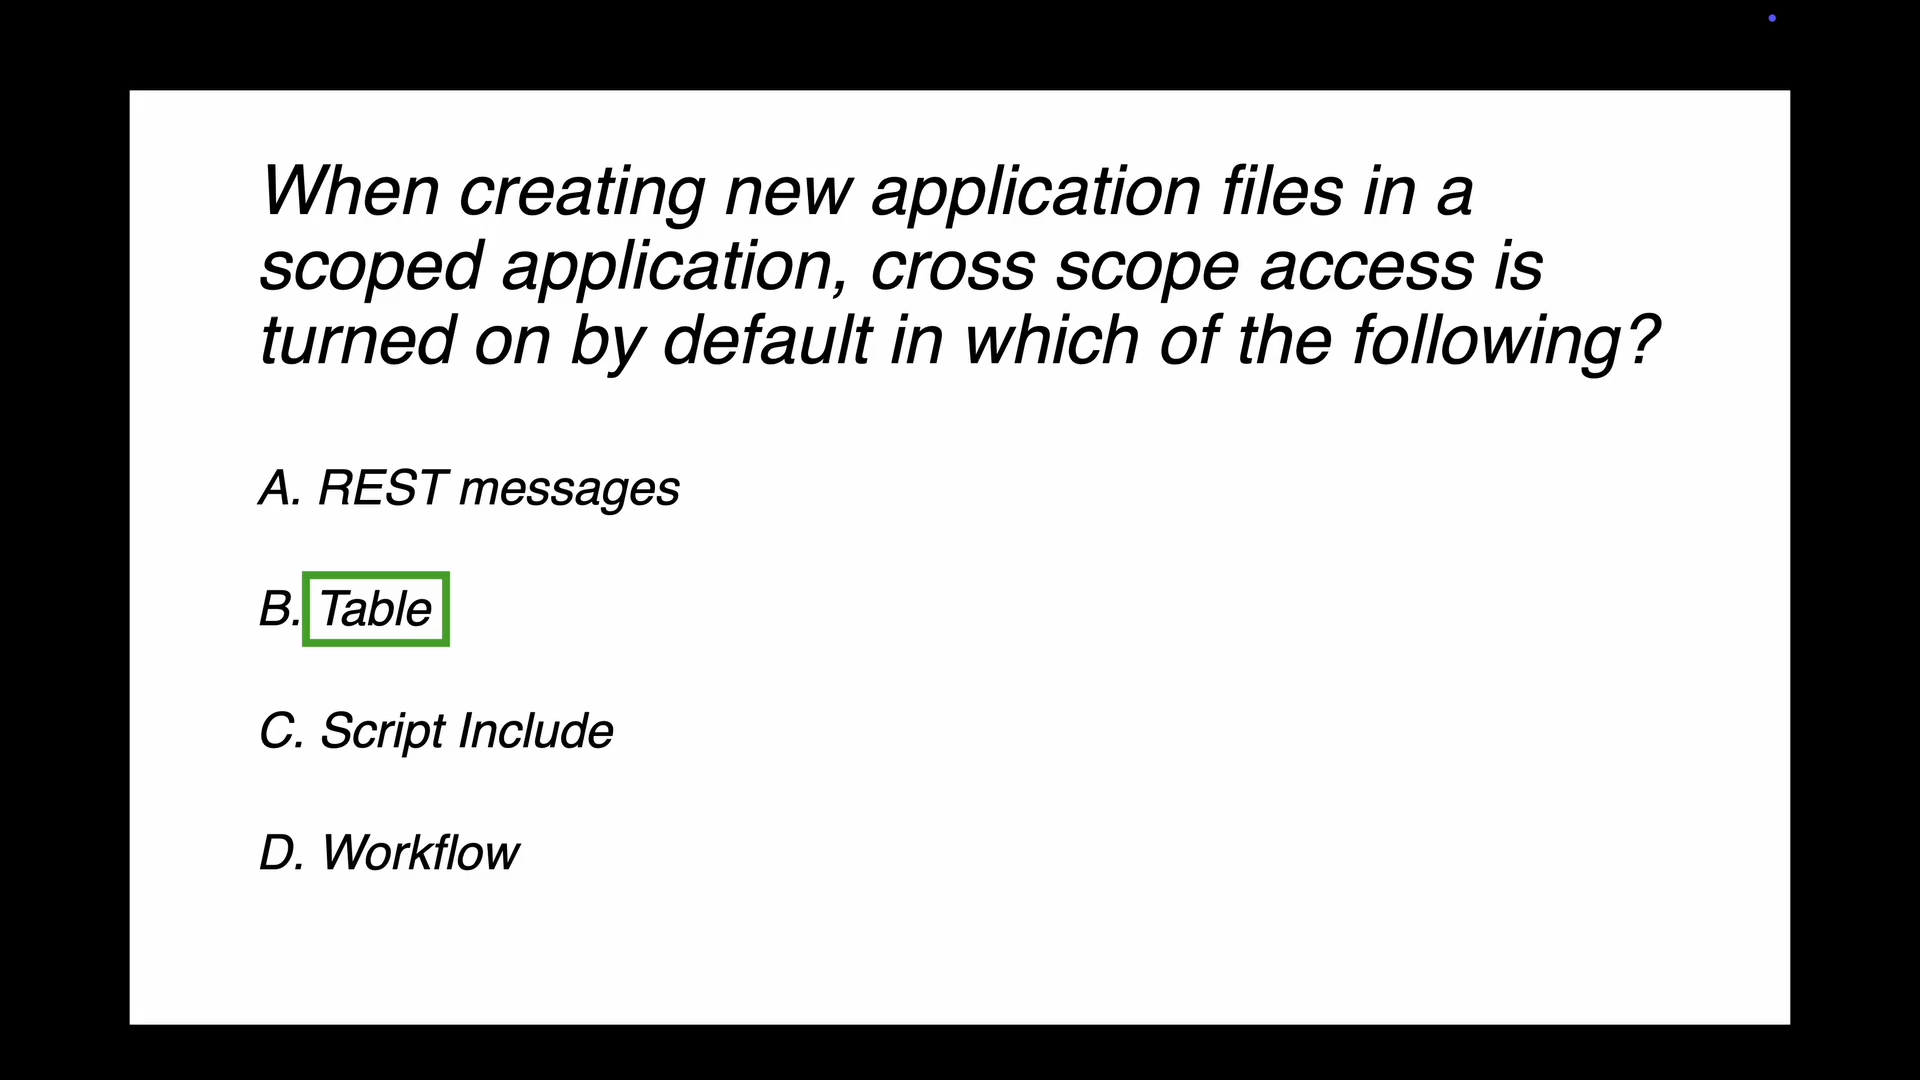 When creating new application files in a
scoped application, cross scope access is
turned on by default in which of the following?
A. REST messages
B. Table
C. Script Include
D. Workflow